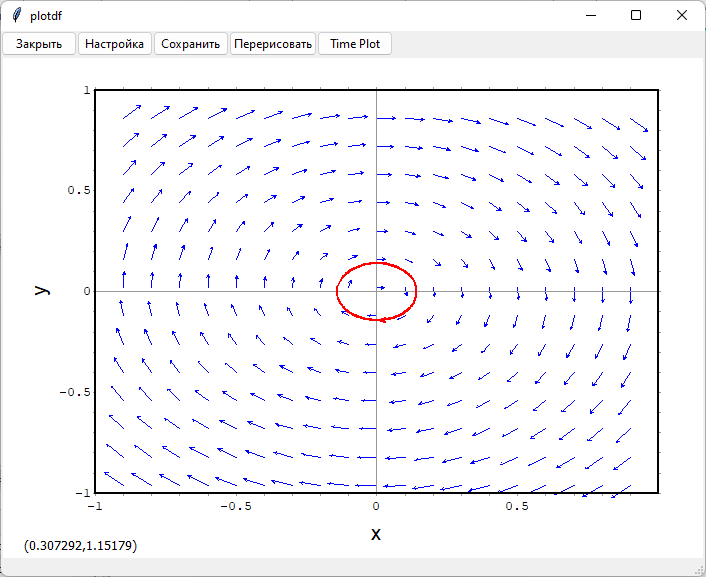 plotdf
Закрыть Настройка Сохранить Перерисовать Time Plot
1
0.5
0
-0.5
-1
y
-1 -0.5 0 0.5
x
(0.307292,1.15179)